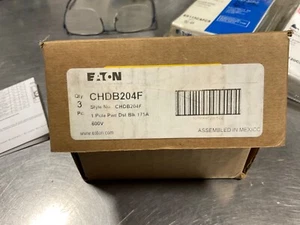 EATON
Qty
3
Pc
CHDB204F
Style No. CHDB204F
1 Pole Pwr Dst Blk 175A
600V
www.eaton.com
ASSEMBLED IN MEXICO